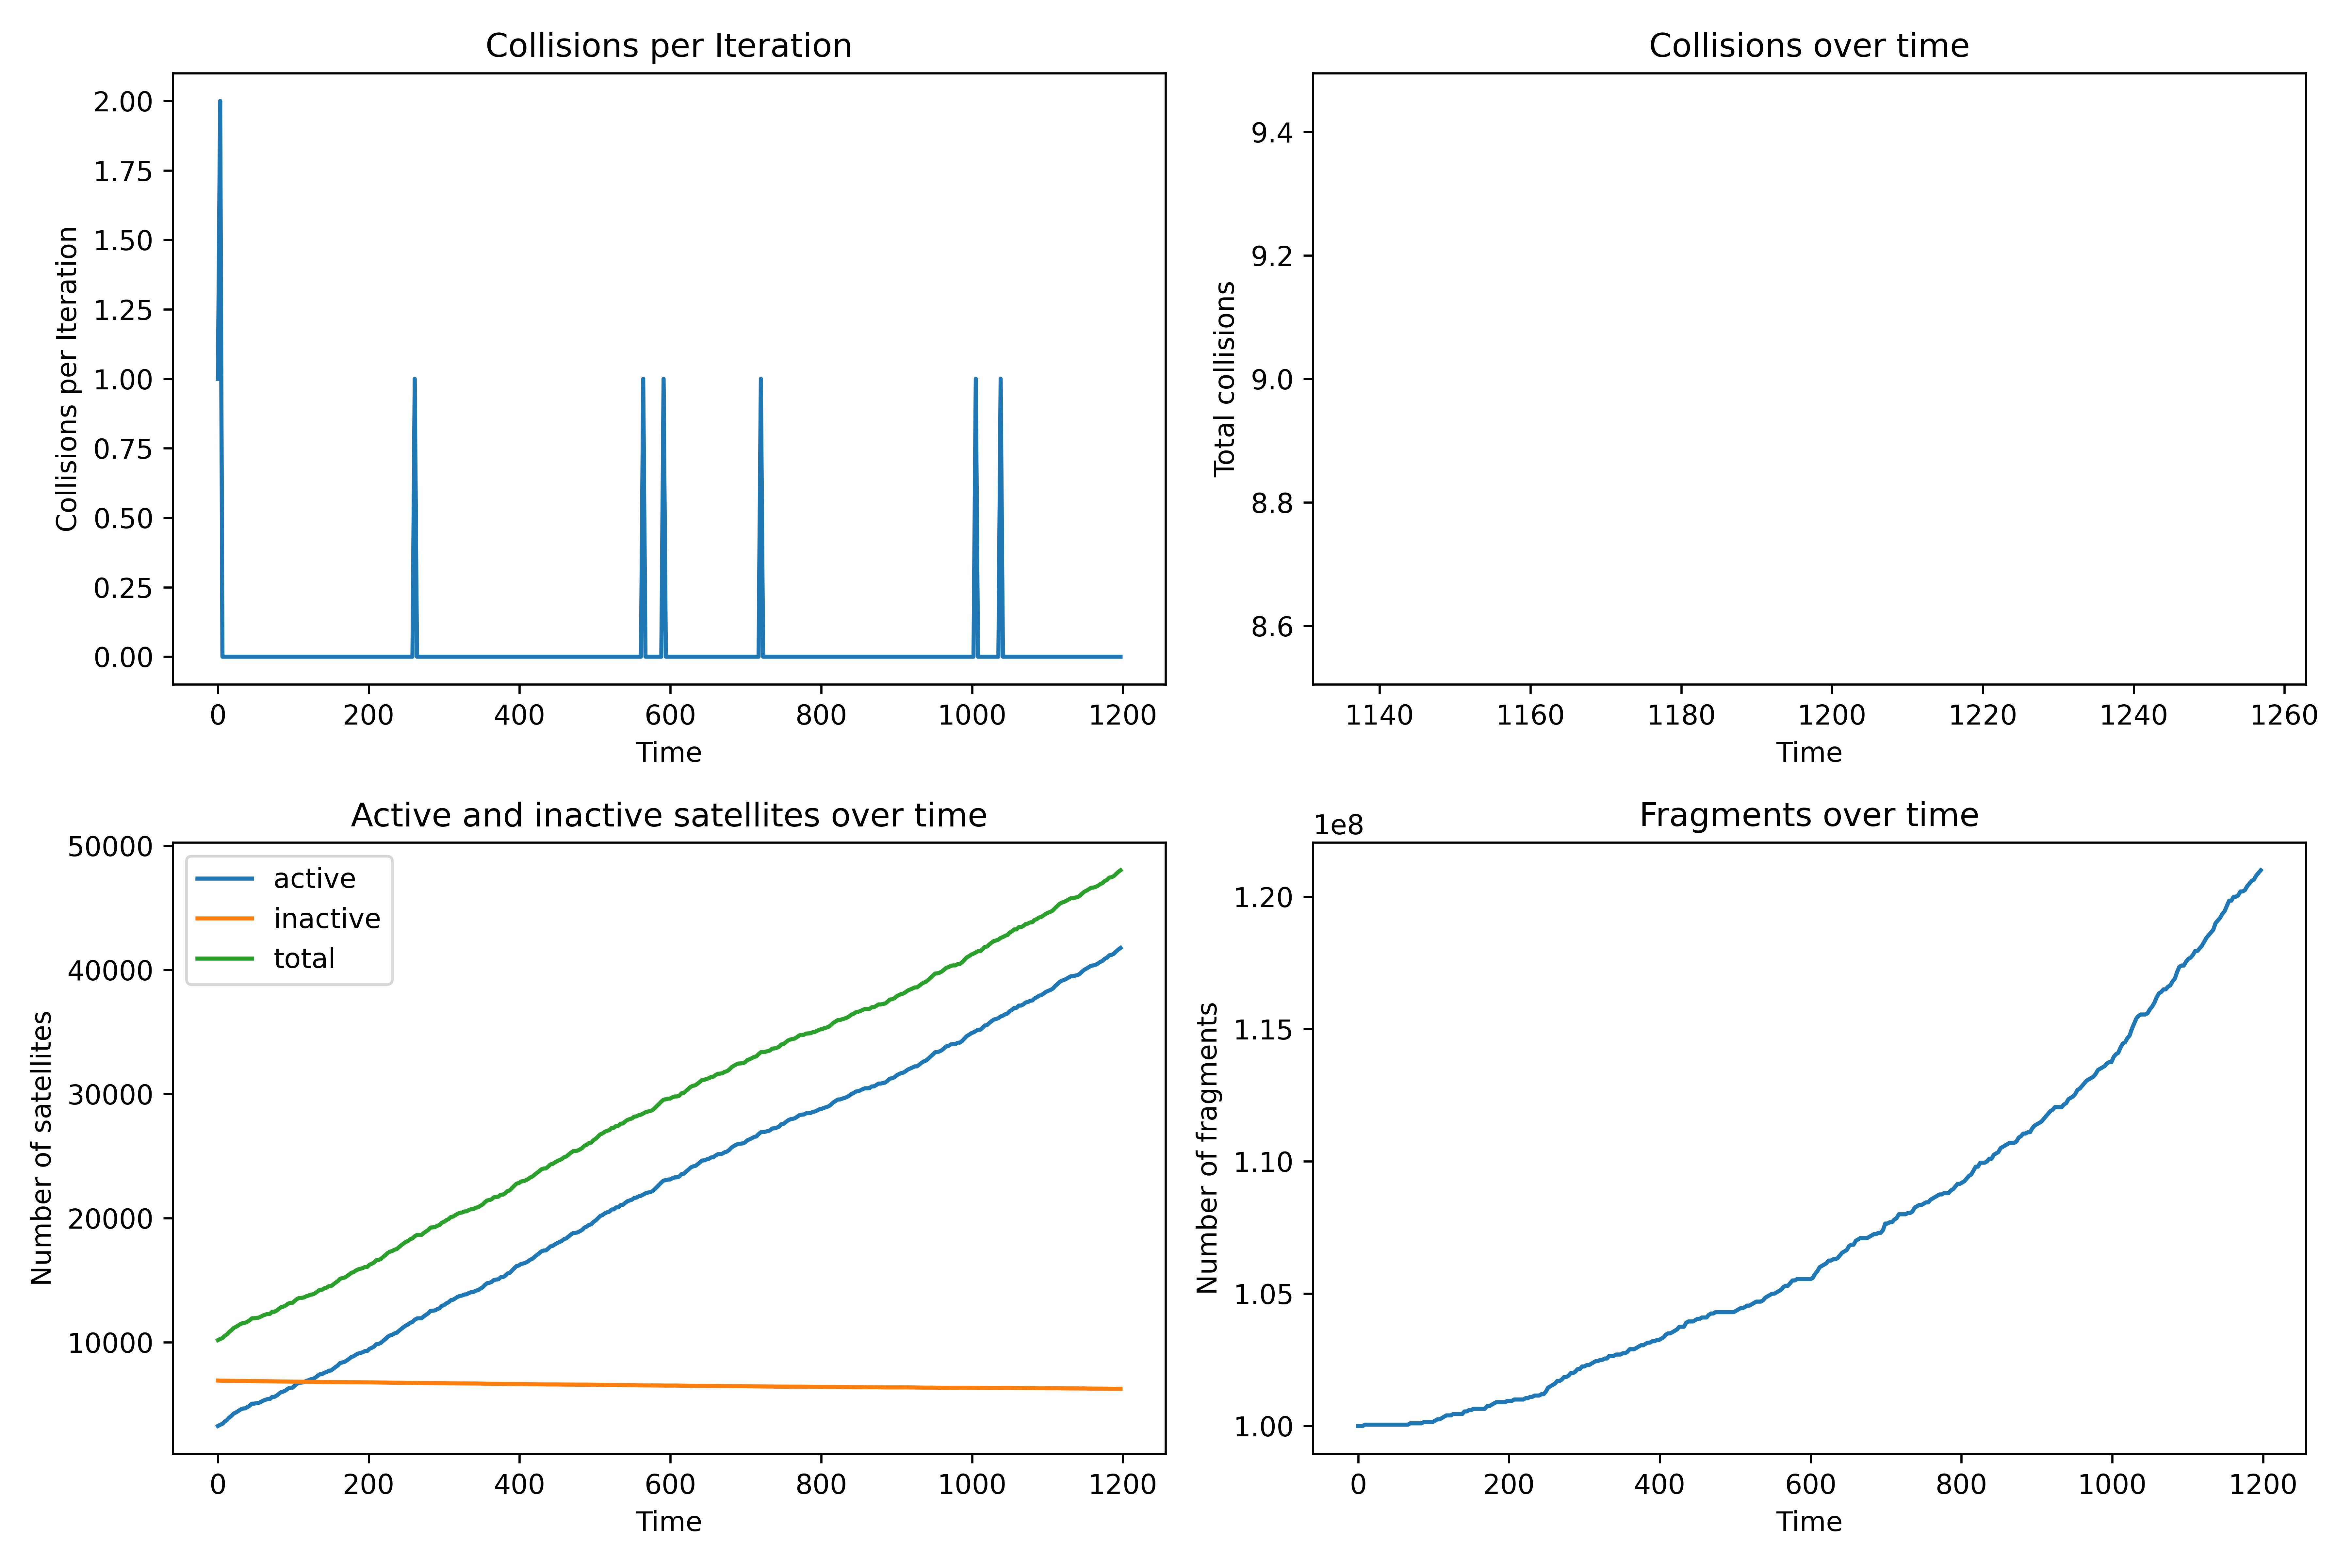 Collisions per Iteration
Collisions per Iteration
2.00
1.75
1.50
1.25
1.00
0.75
0.50
0.25
0.00
0 200 400 600 800 1000 1200
Time
Collisions over time
Total collisions
9.4
9.2
9.0
8.8
8.6
1140 1160 1180 1200 1220 1240 1260
Time
Active and inactive satellites over time
Number of satellites
50000
40000
30000
20000
10000
active
inactive
total
0 200 400 600 800 1000 1200
Time
Fragments over time
1e8
Number of fragments
1.20
1.15
1.10
1.05
1.00
0 200 400 600 800 1000 1200
Time